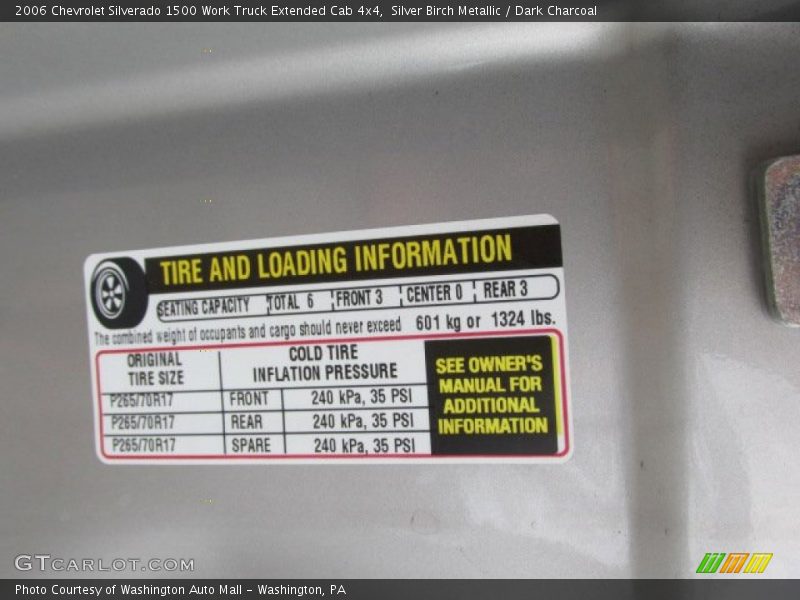 2006 Chevrolet Silverado 1500 Work Truck Extended Cab 4x4, Silver Birch Metallic / Dark Charcoal
TIRE AND LOADING INFORMATION
SEATING CAPACITY TOTAL 6 FRONT 3 CENTER 0 REAR 3
The combined weight of occupants and cargo should never exceed 601 kg or 1324 lbs.
ORIGINAL
TIRE SIZE
COLD TIRE
INFLATION PRESSURE
P265/70R17 FRONT 240 kPa, 35 PSI
P265/70R17 REAR 240 kPa, 35 PSI
P265/70R17 SPARE 240 kPa, 35 PSI
SEE OWNER'S
MANUAL FOR
ADDITIONAL
INFORMATION
GTCARLOT.COM
Photo Courtesy of Washington Auto Mall - Washington, PA